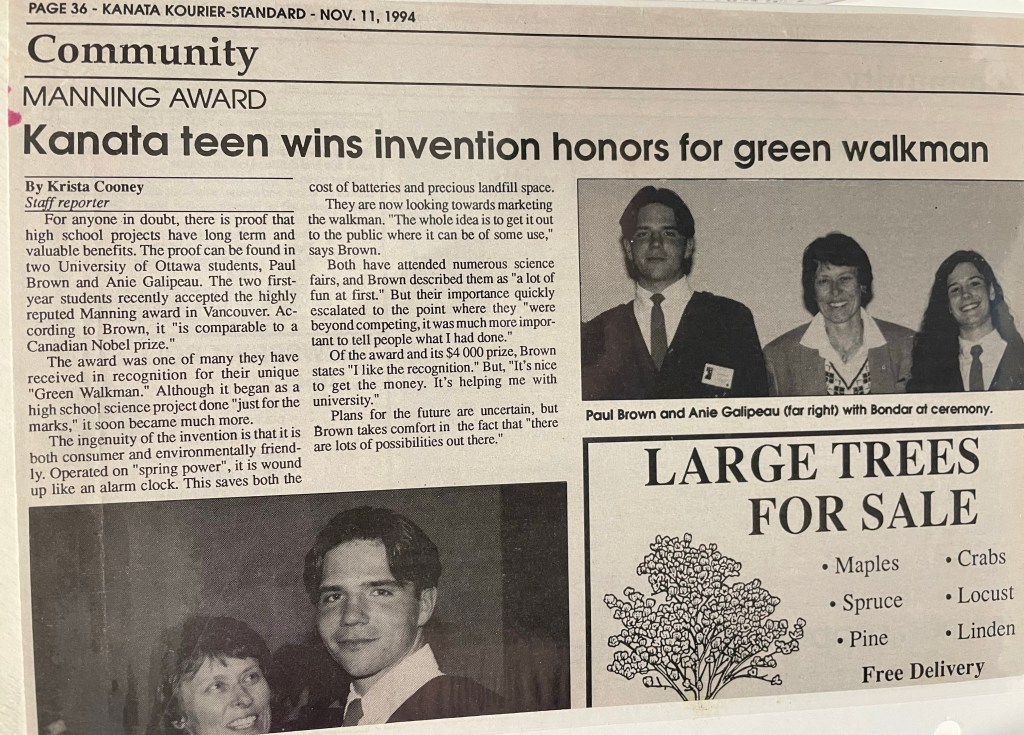 PAGE 36 - KANATA KOURIER-STANDARD - NOV. 11, 1994
Community
MANNING AWARD
Kanata teen wins invention honors for green walkman
By Krista Cooney
Staff reporter
For anyone in doubt, there is proof that
high school projects have long term and
valuable benefits. The proof can be found in
two University of Ottawa students, Paul
Brown and Anie Galipeau. The two first-
year students recently accepted the highly
reputed Manning award in Vancouver. Ac-
cording to Brown, it "is comparable to a
Canadian Nobel prize."
The award was one of many they have
received in recognition for their unique
"Green Walkman." Although it began as a
high school science project done "just for the
marks," it soon became much more.
The ingenuity of the invention is that it is
both consumer and environmentally friend-
ly. Operated on "spring power", it is wound
up like an alarm clock. This saves both the
cost of batteries and precious landfill space.
They are now looking towards marketing
the walkman. "The whole idea is to get it out
to the public where it can be of some use,"
says Brown.
Both have attended numerous science
fairs, and Brown described them as "a lot of
fun at first." But their importance quickly
escalated to the point where they "were
beyond competing, it was much more impor-
tant to tell people what I had done."
Of the award and its $4 000 prize, Brown
states "I like the recognition." But, "It's nice
to get the money. It's helping me with
university."
Plans for the future are uncertain, but
Brown takes comfort in the fact that "there
are lots of possibilities out there."
Paul Brown and Anie Galipeau (far right) with Bondar at ceremony.
LARGE TREES
FOR SALE
• Maples
• Spruce
• Pine
• Crabs
• Locust
• Linden
Free Delivery